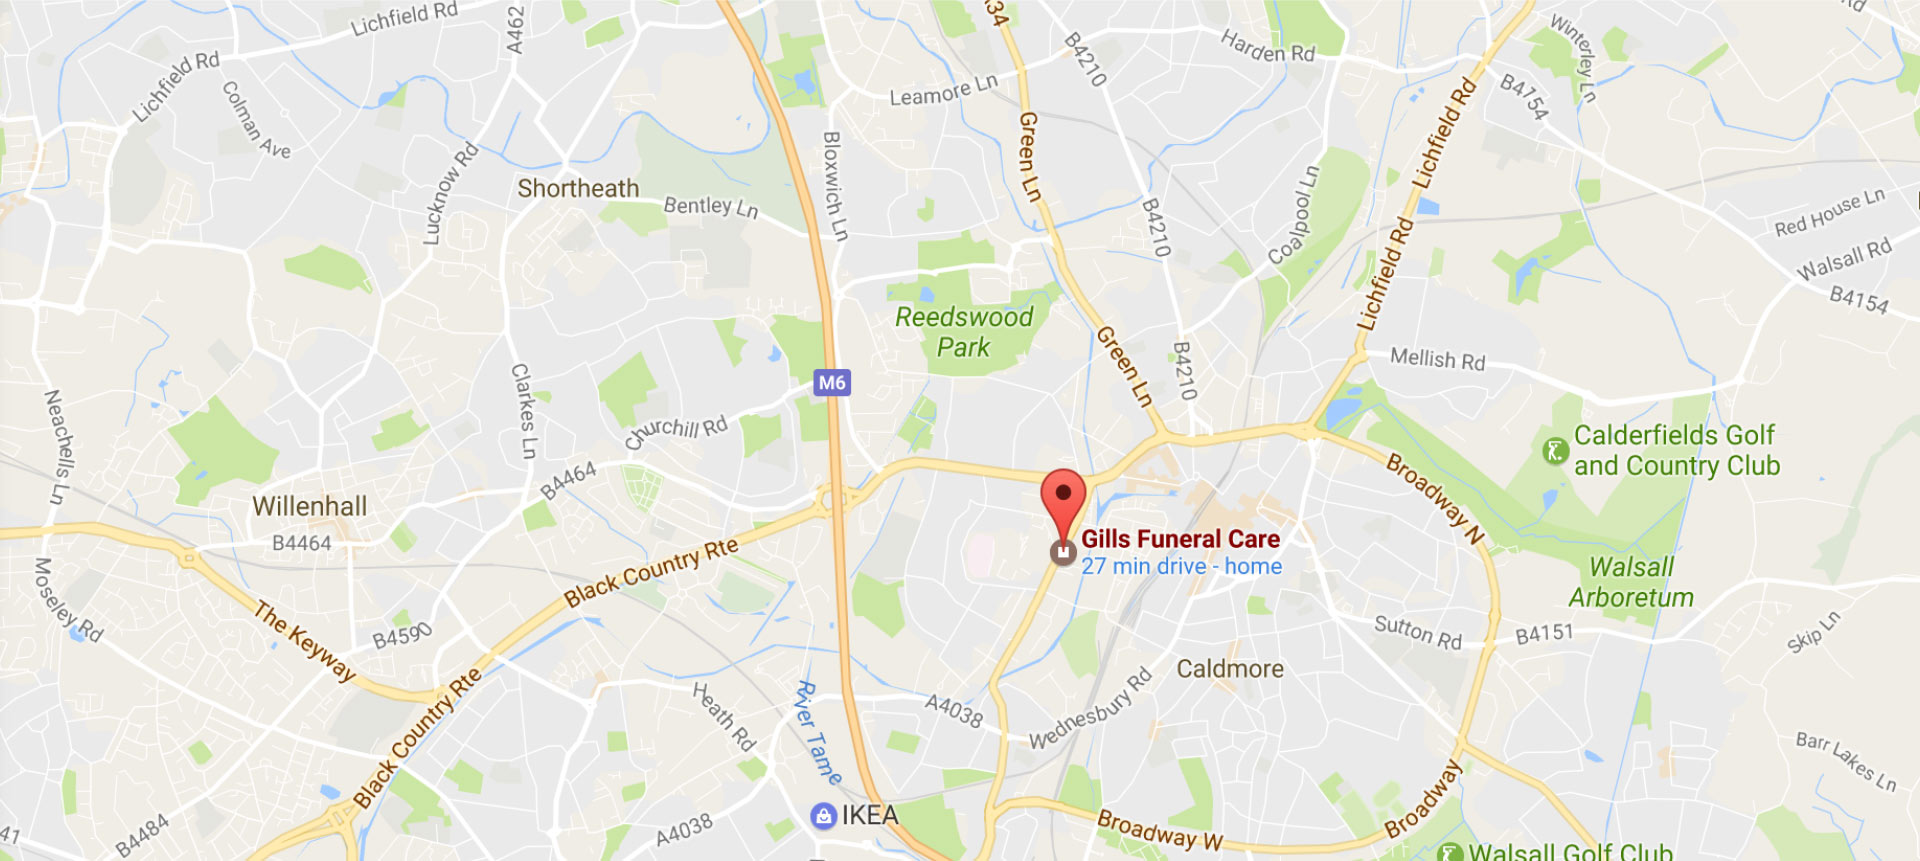 Lichfield Rd
A462
A34
B4210
Harden Rd
Winterley Ln
Lichfield Rd
Colman Ave
Leamore Ln
Lichfield Rd
B4154
Green Ln
Bloxwich Ln
Lucknow Rd
Shortheath
Bentley Ln
B4210
Coalpool Ln
Red House Ln
Lichfield Rd
Walsall Rd
B4154
Reedswood
Park
Green Ln
B4210
Mellish Rd
M6
Neachells Ln
Clarkes Ln
Churchill Rd
Calderfields Golf
and Country Club
B4464
Broadway N
Willenhall
B4464
Gills Funeral Care
27 min drive - home
Black Country Rte
Walsall
Arboretum
Moseley Rd
The Keyway
B4590
Sutton Rd
B4151
Skip Ln
Caldmore
Black Country Rte
Heath Rd
River Tame
A4038
Wednesbury Rd
Barr Lakes Ln
IKEA
Broadway W
Broadway
B4484
A4038
41
Walsall Golf Club